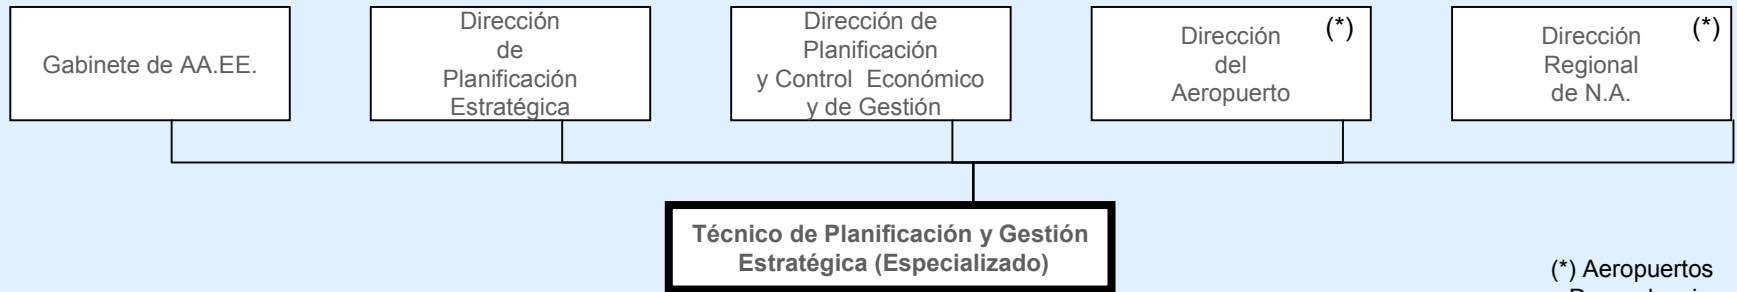 Gabinete de AA.EE.
Dirección
de
Planificación
Estratégica
Dirección de
Planificación
y Control Económico
y de Gestión
Dirección
del
Aeropuerto
(*)
Dirección
Regional
de N.A.
(*)
Técnico de Planificación y Gestión
Estratégica (Especializado)
(*) Aeropuertos